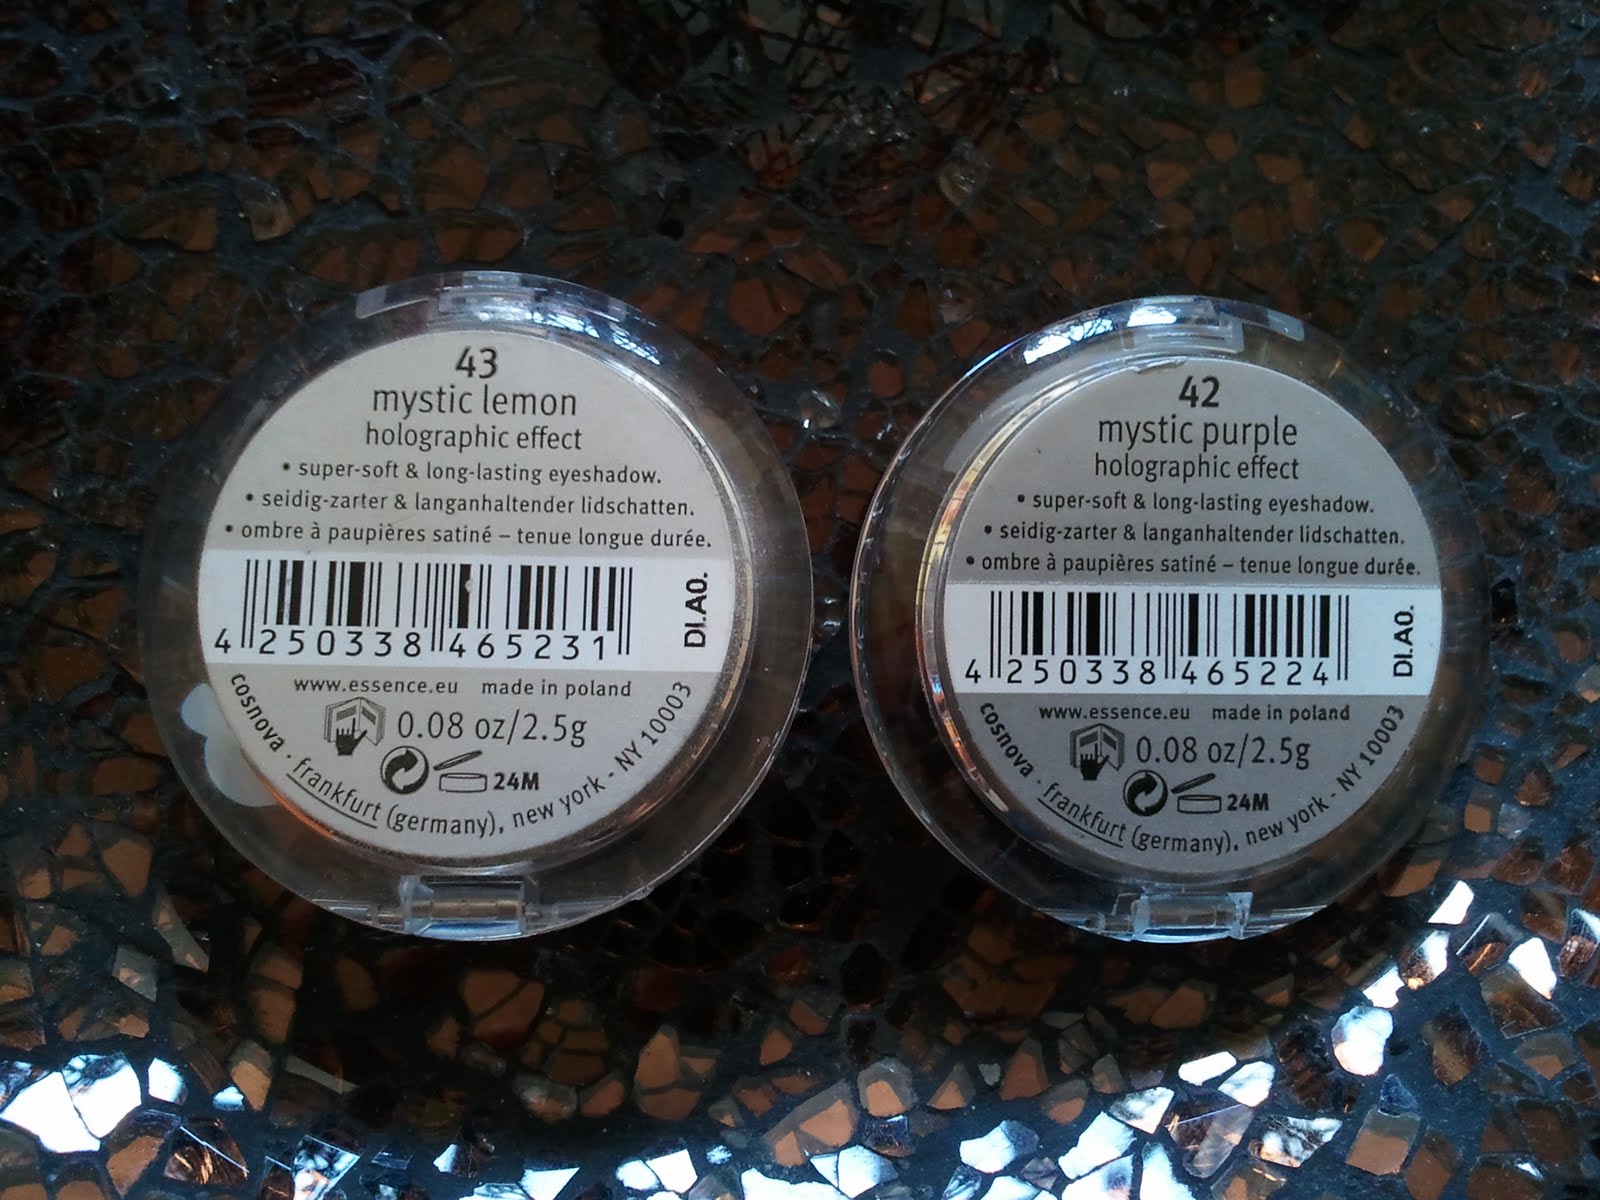 43
mystic lemon
holographic effect
• super-soft & long-lasting eyeshadow.
• seidig-zarter & langanhaltender lidschatten.
• ombre à paupières satiné – tenue longue durée.
4 250338 465231
DI.A0.
www.essence.eu made in poland
0.08 oz/2.5g
24M
cosnova · frankfurt (germany), new york - NY 10003
42
mystic purple
holographic effect
• super-soft & long-lasting eyeshadow.
• seidig-zarter & langanhaltender lidschatten.
• ombre à paupières satiné – tenue longue durée.
4 250338 465224
DI.A0.
www.essence.eu made in poland
0.08 oz/2.5g
24M
cosnova · frankfurt (germany), new york - NY 10003